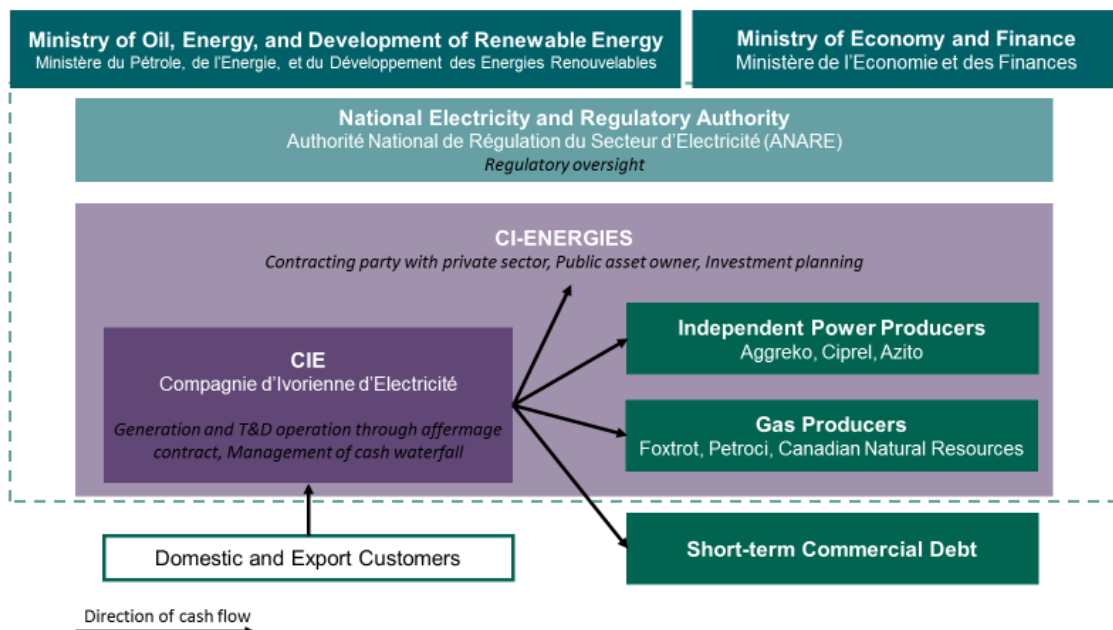 Ministry of Oil, Energy, and Development of Renewable Energy
Ministère du Pétrole, de l'Energie, et du Développement des Energies Renouvelables
Ministry of Economy and Finance
Ministère de l'Economie et des Finances
National Electricity and Regulatory Authority
Authorité National de Régulation du Secteur d'Electricité (ANARE)
Regulatory oversight
CI-ENERGIES
Contracting party with private sector, Public asset owner, Investment planning
CIE
Compagnie d'Ivorienne d'Electricité
Generation and T&D operation through affermage
contract, Management of cash waterfall
Independent Power Producers
Aggreko, Ciprel, Azito
Gas Producers
Foxtrot, Petroci, Canadian Natural Resources
Short-term Commercial Debt
Domestic and Export Customers
Direction of cash flow